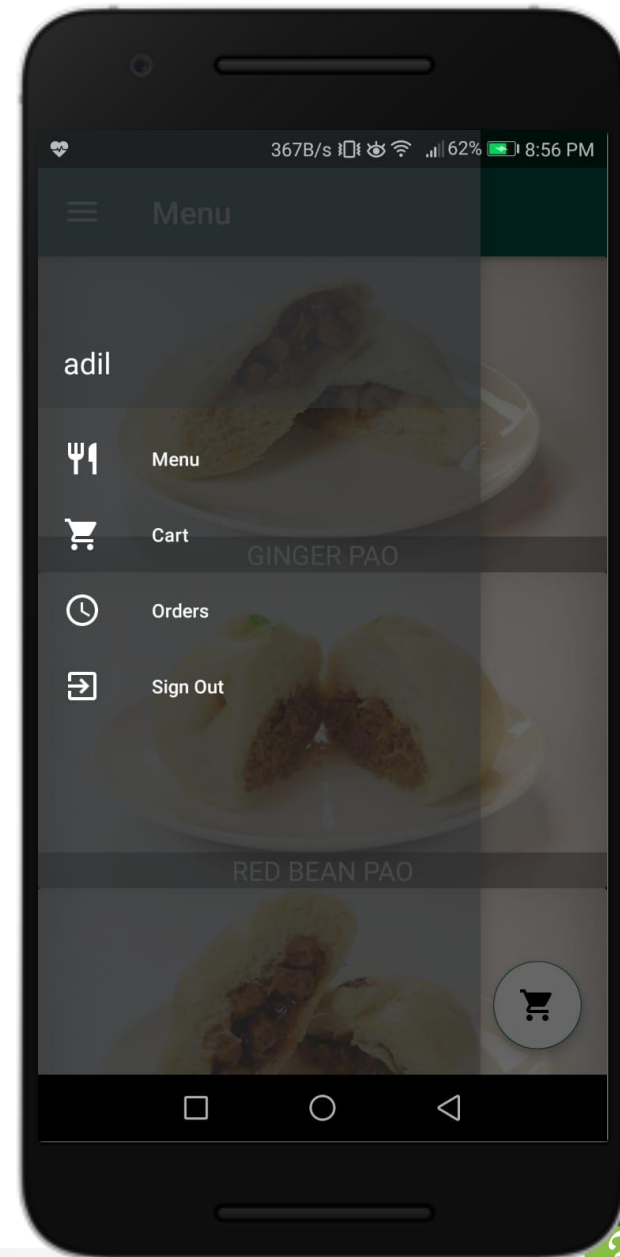 367B/s 62% 8:56 PM
Menu
adil
Menu
Cart
GINGER PAO
Orders
Sign Out
RED BEAN PAO